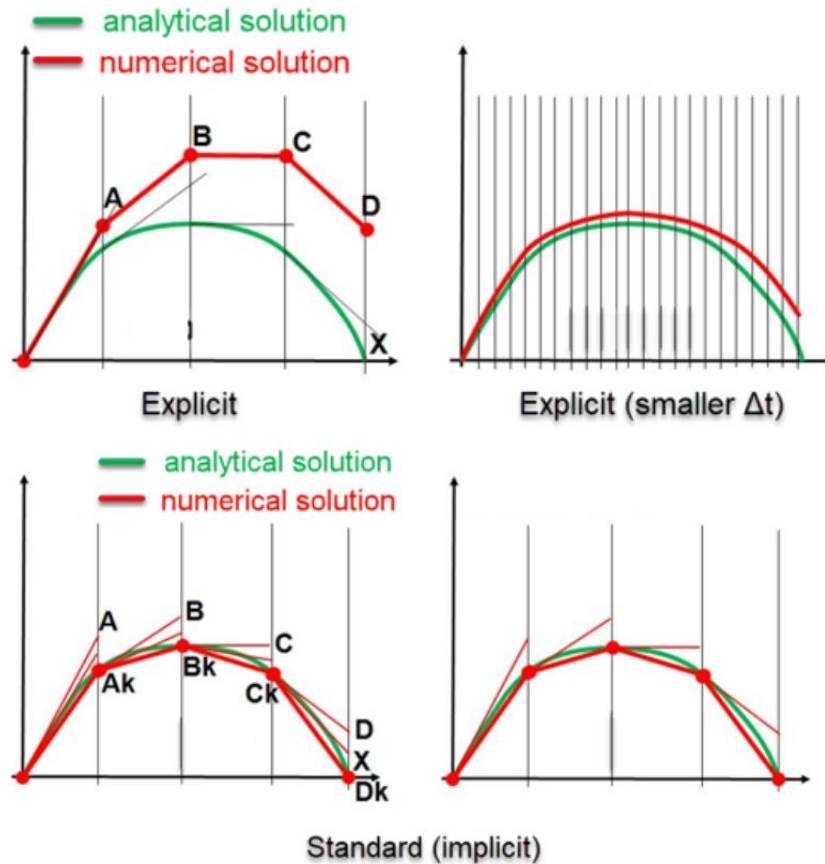 analytical solution
numerical solution
B
C
A
D
X
Explicit
Explicit (smaller Δt)
analytical solution
numerical solution
A
B
C
Ak
Bk
Ck
D
X
Dk
Standard (implicit)